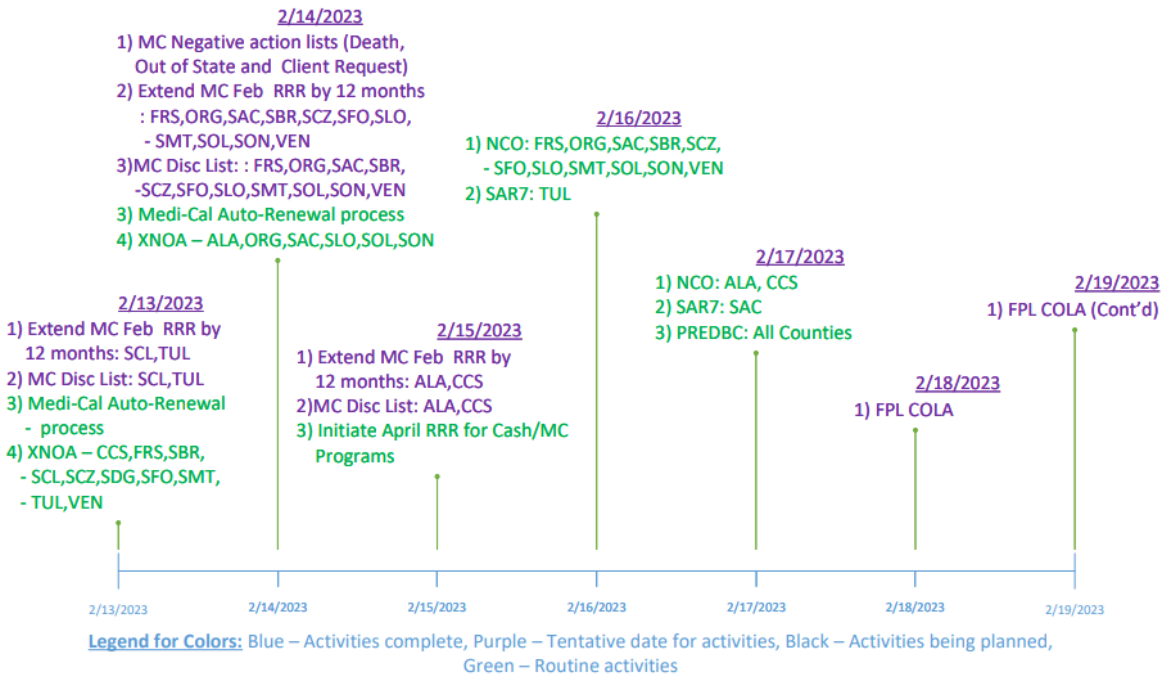 2/14/2023
1) MC Negative action lists (Death,
Out of State and Client Request)
2) Extend MC Feb RRR by 12 months
: FRS,ORG,SAC,SBR,SCZ,SFO,SLO,
- SMT,SOL,SON,VEN
3)MC Disc List: : FRS,ORG,SAC,SBR,
-SCZ,SFO,SLO,SMT,SOL,SON,VEN
3) Medi-Cal Auto-Renewal process
4) XNOA – ALA,ORG,SAC,SLO,SOL,SON
2/16/2023
1) NCO: FRS,ORG,SAC,SBR,SCZ,
- SFO,SLO,SMT,SOL,SON,VEN
2) SAR7: TUL
2/13/2023
1) Extend MC Feb RRR by
12 months: SCL,TUL
2) MC Disc List: SCL,TUL
3) Medi-Cal Auto-Renewal
- process
4) XNOA – CCS,FRS,SBR,
- SCL,SCZ,SDG,SFO,SMT,
- TUL,VEN
2/15/2023
1) Extend MC Feb RRR by
12 months: ALA,CCS
2)MC Disc List: ALA,CCS
3) Initiate April RRR for Cash/MC
Programs
2/17/2023
1) NCO: ALA, CCS
2) SAR7: SAC
3) PREDBC: All Counties
2/18/2023
1) FPL COLA
2/19/2023
1) FPL COLA (Cont'd)
2/13/2023
2/14/2023
2/15/2023
2/16/2023
2/17/2023
2/18/2023
2/19/2023
Legend for Colors: Blue – Activities complete, Purple – Tentative date for activities, Black – Activities being planned,
Green – Routine activities